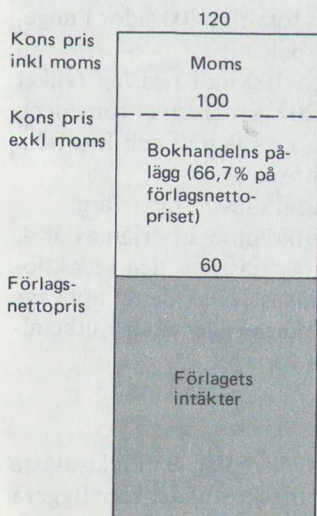 120
Kons pris
inkl moms
Moms
100
Kons pris
exkl moms
Bokhandelns på-
lägg (66,7% på
förlagsnetto-
priset)
60
Förlags-
nettopris
Förlagets
intäkter